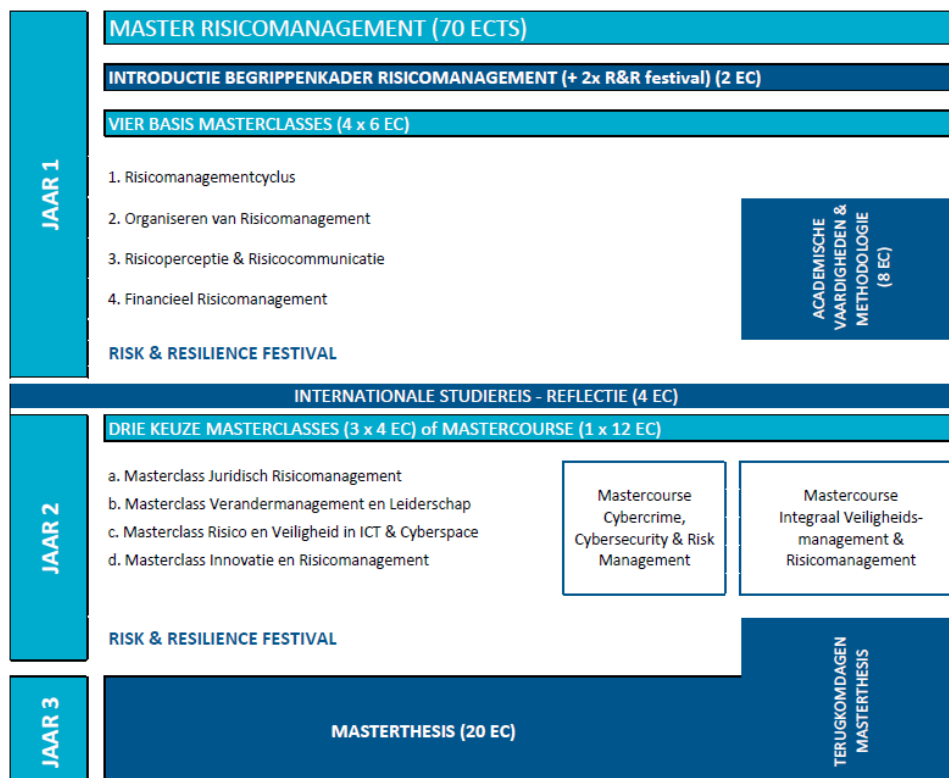 MASTER RISICOMANAGEMENT (70 ECTS)
INTRODUCTIE BEGRIPPENKADER RISICOMANAGEMENT (+ 2x R&R festival) (2 EC)
VIER BASIS MASTERCLASSES (4 x 6 EC)
JAAR 1
1. Risicomanagementcyclus
2. Organiseren van Risicomanagement
3. Risicoperceptie & Risicocommunicatie
4. Financieel Risicomanagement
ACADEMISCHE
VAARDIGHEDEN &
METHODOLOGIE
(8 EC)
RISK & RESILIENCE FESTIVAL
INTERNATIONALE STUDIEREIS - REFLECTIE (4 EC)
DRIE KEUZE MASTERCLASSES (3 x 4 EC) of MASTERCOURSE (1 x 12 EC)
JAAR 2
a. Masterclass Juridisch Risicomanagement
b. Masterclass Verandermanagement en Leiderschap
c. Masterclass Risico en Veiligheid in ICT & Cyberspace
d. Masterclass Innovatie en Risicomanagement
Mastercourse
Cybercrime,
Cybersecurity & Risk
Management
Mastercourse
Integraal Veiligheids-
management &
Risicomanagement
RISK & RESILIENCE FESTIVAL
JAAR 3
MASTERTHESIS (20 EC)
TERUGKOMDAGEN
MASTERTHESIS